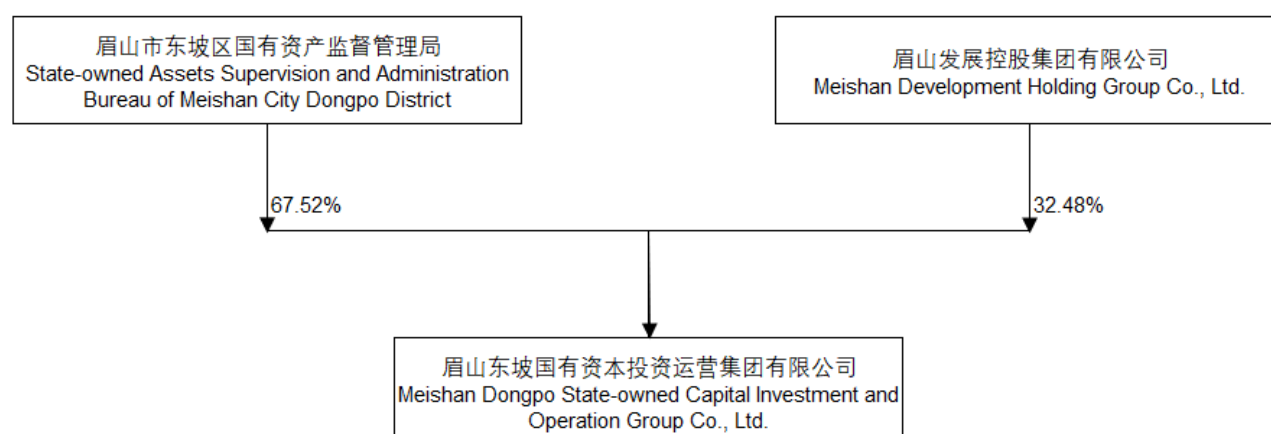 眉山市东坡区国有资产监督管理局
State-owned Assets Supervision and Administration
Bureau of Meishan City Dongpo District
眉山发展控股集团有限公司
Meishan Development Holding Group Co., Ltd.
67.52%
32.48%
眉山东坡国有资本投资运营集团有限公司
Meishan Dongpo State-owned Capital Investment and
Operation Group Co., Ltd.